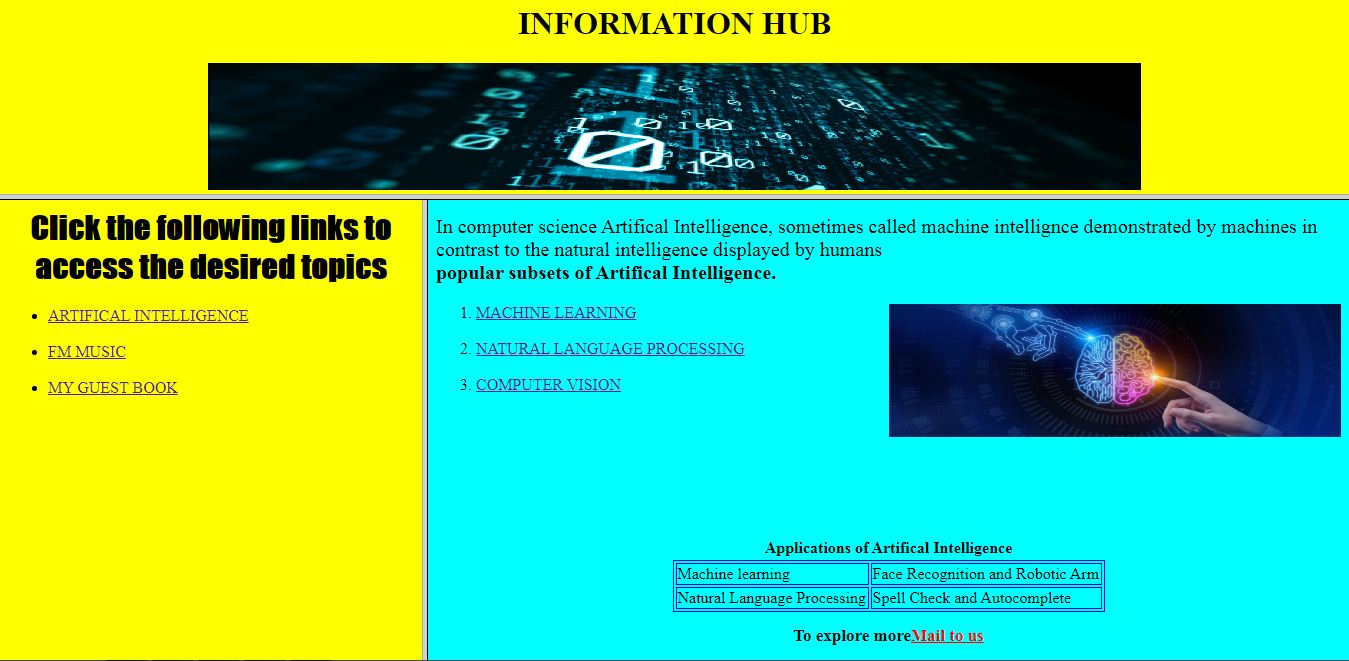 INFORMATION HUB
Click the following links to
access the desired topics
ARTIFICAL INTELLIGENCE
FM MUSIC
MY GUEST BOOK
In computer science Artifical Intelligence, sometimes called machine intellignce demonstrated by machines in
contrast to the natural intelligence displayed by humans
popular subsets of Artifical Intelligence.
1. MACHINE LEARNING
2. NATURAL LANGUAGE PROCESSING
3. COMPUTER VISION
Applications of Artifical Intelligence
Machine learning Face Recognition and Robotic Arm
Natural Language Processing Spell Check and Autocomplete
To explore moreMail to us